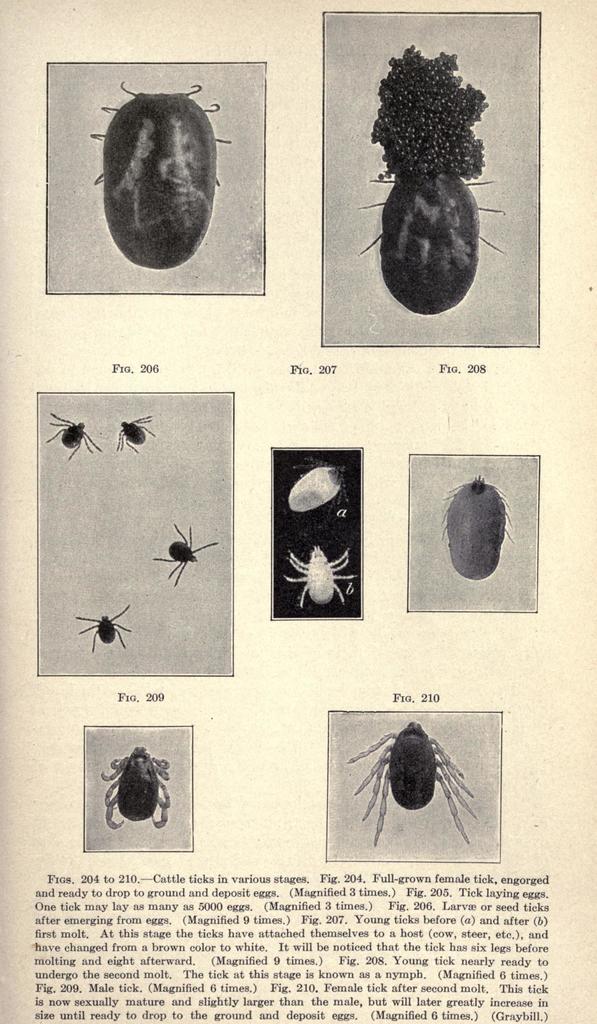 FIG. 206
FIG. 207
FIG. 208
a
b
FIG. 209
FIG. 210
FIGS. 204 to 210.—Cattle ticks in various stages. Fig. 204. Full-grown female tick, engorged
and ready to drop to ground and deposit eggs. (Magnified 3 times.) Fig. 205. Tick laying eggs.
One tick may lay as many as 5000 eggs. (Magnified 3 times.) Fig. 206. Larvæ or seed ticks
after emerging from eggs. (Magnified 9 times.) Fig. 207. Young ticks before (a) and after (b)
first molt. At this stage the ticks have attached themselves to a host (cow, steer, etc.), and
have changed from a brown color to white. It will be noticed that the tick has six legs before
molting and eight afterward. (Magnified 9 times.) Fig. 208. Young tick nearly ready to
undergo the second molt. The tick at this stage is known as a nymph. (Magnified 6 times.)
Fig. 209. Male tick. (Magnified 6 times.) Fig. 210. Female tick after second molt. This tick
is now sexually mature and slightly larger than the male, but will later greatly increase in
size until ready to drop to the ground and deposit eggs. (Magnified 6 times.) (Graybill.)